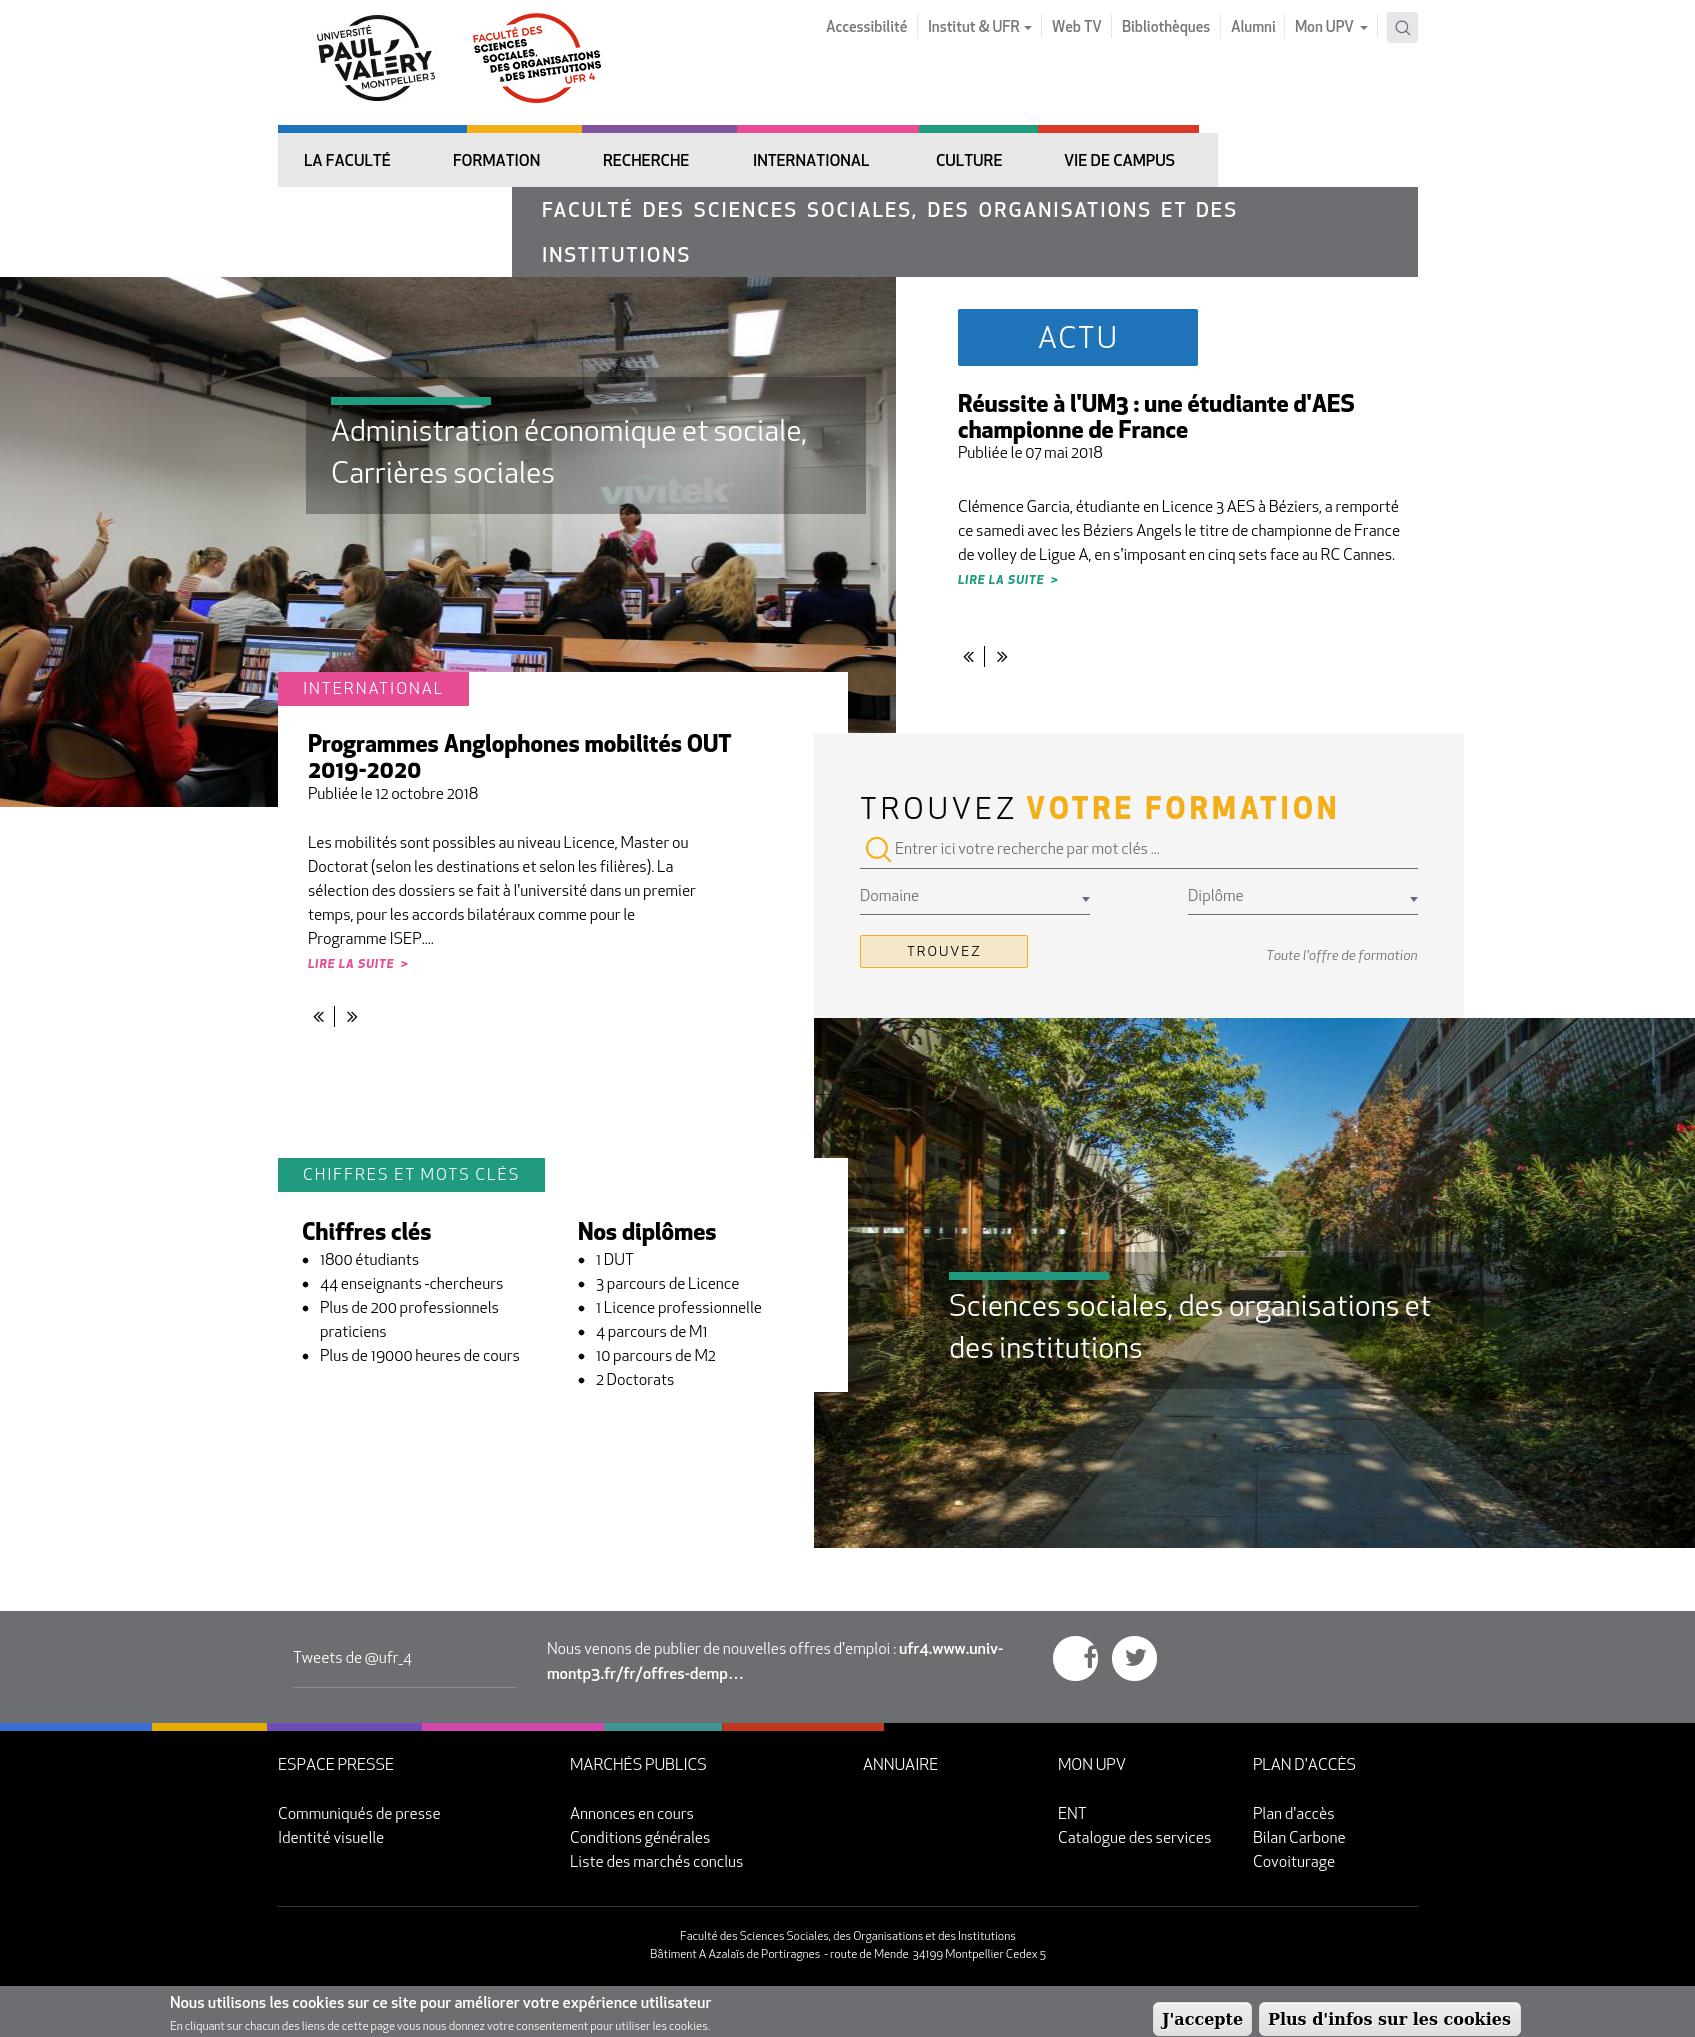 UNIVERSITÉ
PAUL
VALÉRY
MONTPELLIER 3
FACULTÉ DES
SCIENCES
SOCIALES,
DES ORGANISATIONS
& DES INSTITUTIONS
UFR 4
Accessibilité
Institut & UFR
Web TV
Bibliothèques
Alumni
Mon UPV
LA FACULTÉ
FORMATION
RECHERCHE
INTERNATIONAL
CULTURE
VIE DE CAMPUS
FACULTÉ DES SCIENCES SOCIALES, DES ORGANISATIONS ET DES
INSTITUTIONS
Administration économique et sociale,
Carrières sociales
vivitek
ACTU
Réussite à l'UM3 : une étudiante d'AES
championne de France
Publiée le 07 mai 2018
Clémence Garcia, étudiante en Licence 3 AES à Béziers, a remporté
ce samedi avec les Béziers Angels le titre de championne de France
de volley de Ligue A, en s'imposant en cinq sets face au RC Cannes.
LIRE LA SUITE >
« | »
INTERNATIONAL
Programmes Anglophones mobilités OUT
2019-2020
Publiée le 12 octobre 2018
Les mobilités sont possibles au niveau Licence, Master ou
Doctorat (selon les destinations et selon les filières). La
sélection des dossiers se fait à l'université dans un premier
temps, pour les accords bilatéraux comme pour le
Programme ISEP....
LIRE LA SUITE >
« | »
TROUVEZ VOTRE FORMATION
Entrer ici votre recherche par mot clés ...
Domaine
Diplôme
TROUVEZ
Toute l'offre de formation
CHIFFRES ET MOTS CLÉS
Chiffres clés
• 1800 étudiants
• 44 enseignants -chercheurs
• Plus de 200 professionnels
praticiens
• Plus de 19000 heures de cours
Nos diplômes
• 1 DUT
• 3 parcours de Licence
• 1 Licence professionnelle
• 4 parcours de M1
• 10 parcours de M2
• 2 Doctorats
Sciences sociales, des organisations et
des institutions
Tweets de @ufr_4
Nous venons de publier de nouvelles offres d'emploi : ufr4.www.univ-
montp3.fr/fr/offres-demp…
ESPACE PRESSE
Communiqués de presse
Identité visuelle
MARCHÉS PUBLICS
Annonces en cours
Conditions générales
Liste des marchés conclus
ANNUAIRE
MON UPV
ENT
Catalogue des services
PLAN D'ACCÈS
Plan d'accès
Bilan Carbone
Covoiturage
Faculté des Sciences Sociales, des Organisations et des Institutions
Bâtiment A Azalaïs de Portiragnes - route de Mende 34199 Montpellier Cedex 5
Nous utilisons les cookies sur ce site pour améliorer votre expérience utilisateur
En cliquant sur chacun des liens de cette page vous nous donnez votre consentement pour utiliser les cookies.
J'accepte
Plus d'infos sur les cookies